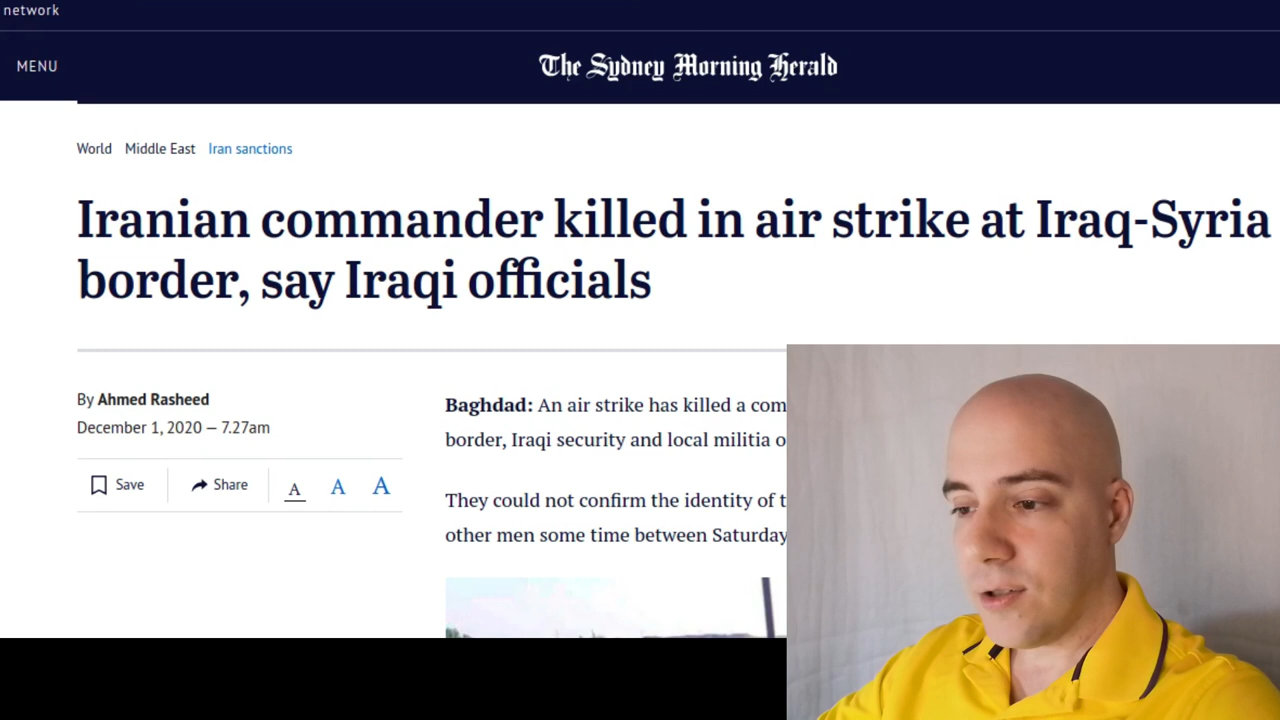 network
MENU
The Sydney Morning Herald
World Middle East Iran sanctions
Iranian commander killed in air strike at Iraq-Syria
border, say Iraqi officials
By Ahmed Rasheed
December 1, 2020 — 7.27am
Save Share A A A
Baghdad: An air strike has killed a com
border, Iraqi security and local militia o
They could not confirm the identity of t
other men some time between Saturday